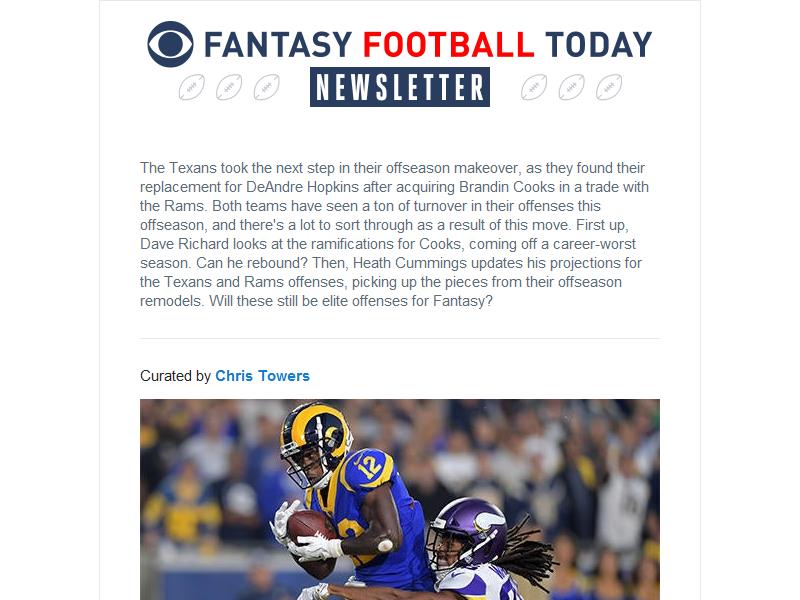 FANTASY FOOTBALL TODAY
NEWSLETTER
The Texans took the next step in their offseason makeover, as they found their
replacement for DeAndre Hopkins after acquiring Brandin Cooks in a trade with
the Rams. Both teams have seen a ton of turnover in their offenses this
offseason, and there's a lot to sort through as a result of this move. First up,
Dave Richard looks at the ramifications for Cooks, coming off a career-worst
season. Can he rebound? Then, Heath Cummings updates his projections for
the Texans and Rams offenses, picking up the pieces from their offseason
remodels. Will these still be elite offenses for Fantasy?
Curated by Chris Towers
12